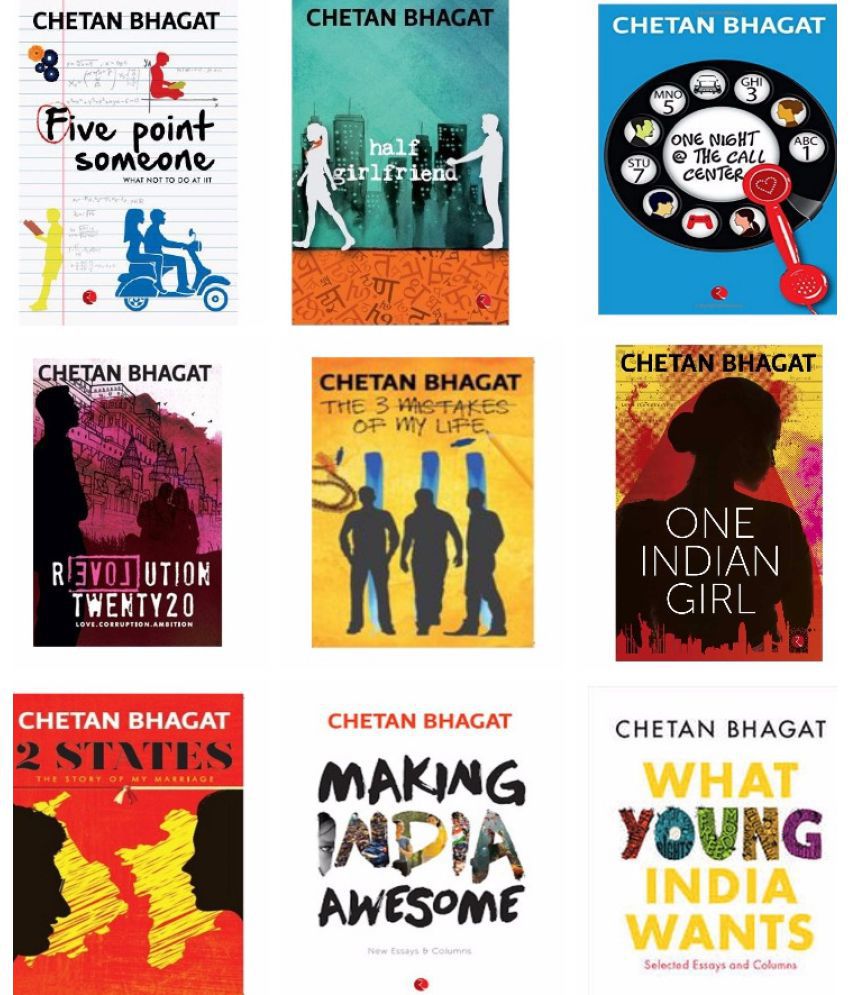 CHETAN BHAGAT
Five point
someone
WHAT NOT TO DO AT IIT
CHETAN BHAGAT
half
girlfriend
CHETAN BHAGAT
GHI
3
MNO
5
ABC
1
STU
7
ONE NIGHT
@ THE CALL
CENTER
CHETAN BHAGAT
REVOLUTION
TWENTY20
LOVE.CORRUPTION.AMBITION
CHETAN BHAGAT
THE 3 MISTAKES
OF MY LIFE
CHETAN BHAGAT
ONE
INDIAN
GIRL
CHETAN BHAGAT
2 STATES
THE STORY OF MY MARRIAGE
CHETAN BHAGAT
MAKING
INDIA
AWESOME
New Essays & Columns
CHETAN BHAGAT
WHAT
YOUNG
INDIA
WANTS
Selected Essays and Columns